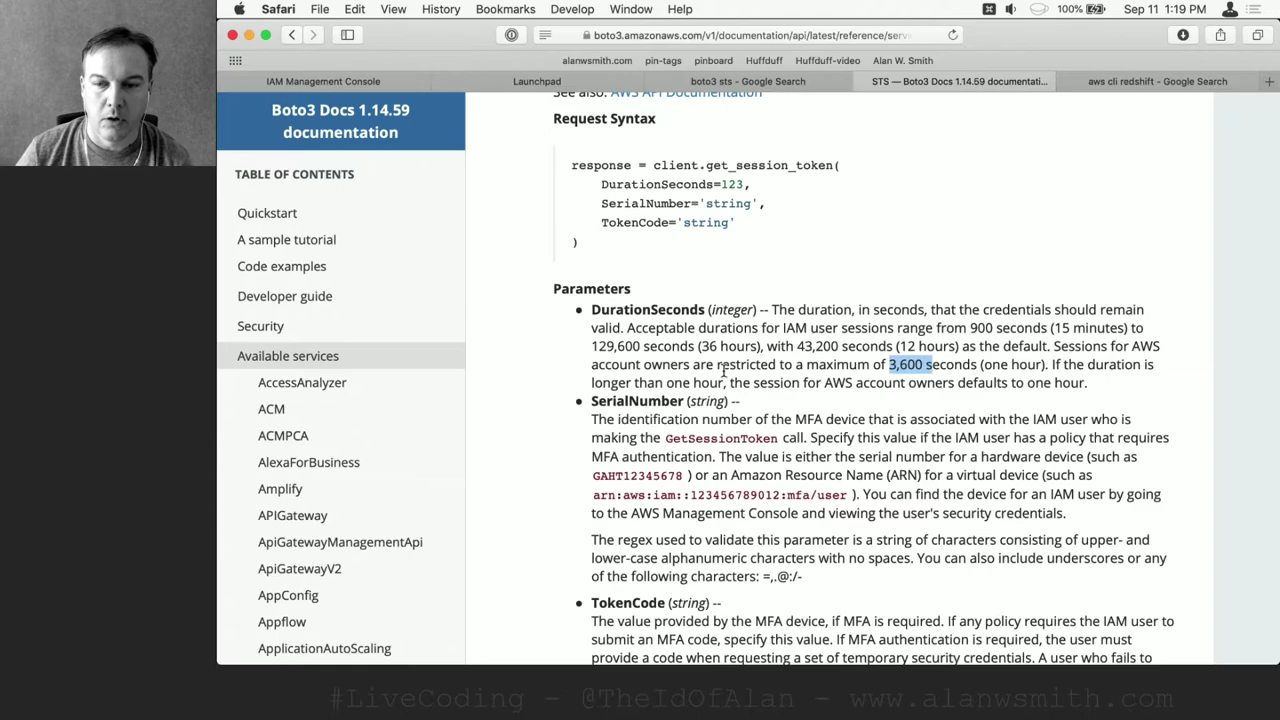 Safari File Edit View History Bookmarks Develop Window Help 100% Sep 11 1:19 PM
boto3.amazonaws.com/v1/documentation/api/latest/reference/serv
alanwsmith.com pin-tags pinboard Huffduff Huffduff-video Alan W. Smith
IAM Management Console Launchpad boto3 sts - Google Search STS — Boto3 Docs 1.14.59 documentati... aws cli redshift - Google Search
Boto3 Docs 1.14.59
documentation
TABLE OF CONTENTS
Quickstart
A sample tutorial
Code examples
Developer guide
Security
Available services
AccessAnalyzer
ACM
ACMPCA
AlexaForBusiness
Amplify
APIGateway
ApiGatewayManagementApi
ApiGatewayV2
AppConfig
Appflow
ApplicationAutoScaling
See also: AWS API Documentation
Request Syntax
response = client.get_session_token(
DurationSeconds=123,
SerialNumber='string',
TokenCode='string'
)
Parameters
DurationSeconds (integer) -- The duration, in seconds, that the credentials should remain
valid. Acceptable durations for IAM user sessions range from 900 seconds (15 minutes) to
129,600 seconds (36 hours), with 43,200 seconds (12 hours) as the default. Sessions for AWS
account owners are restricted to a maximum of 3,600 seconds (one hour). If the duration is
longer than one hour, the session for AWS account owners defaults to one hour.
SerialNumber (string) --
The identification number of the MFA device that is associated with the IAM user who is
making the GetSessionToken call. Specify this value if the IAM user has a policy that requires
MFA authentication. The value is either the serial number for a hardware device (such as
GAHT12345678 ) or an Amazon Resource Name (ARN) for a virtual device (such as
arn:aws:iam::123456789012:mfa/user ). You can find the device for an IAM user by going
to the AWS Management Console and viewing the user's security credentials.
The regex used to validate this parameter is a string of characters consisting of upper- and
lower-case alphanumeric characters with no spaces. You can also include underscores or any
of the following characters: =,.@:/-
TokenCode (string) --
The value provided by the MFA device, if MFA is required. If any policy requires the IAM user to
submit an MFA code, specify this value. If MFA authentication is required, the user must
provide a code when requesting a set of temporary security credentials. A user who fails to
#LiveCoding - @TheIdOfAlan - www.alanwsmith.com